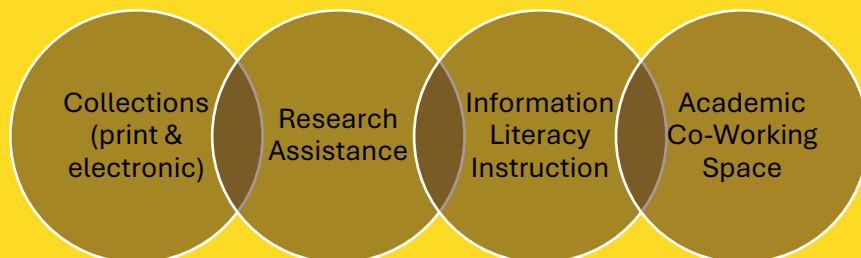 Collections
(print &
electronic)
Research
Assistance
Information
Literacy
Instruction
Academic
Co-Working
Space